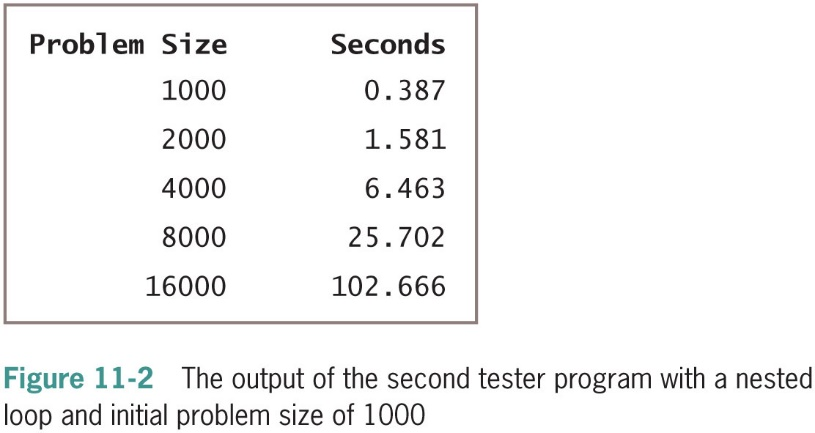 Problem Size Seconds
1000 0.387
2000 1.581
4000 6.463
8000 25.702
16000 102.666
Figure 11-2 The output of the second tester program with a nested
loop and initial problem size of 1000